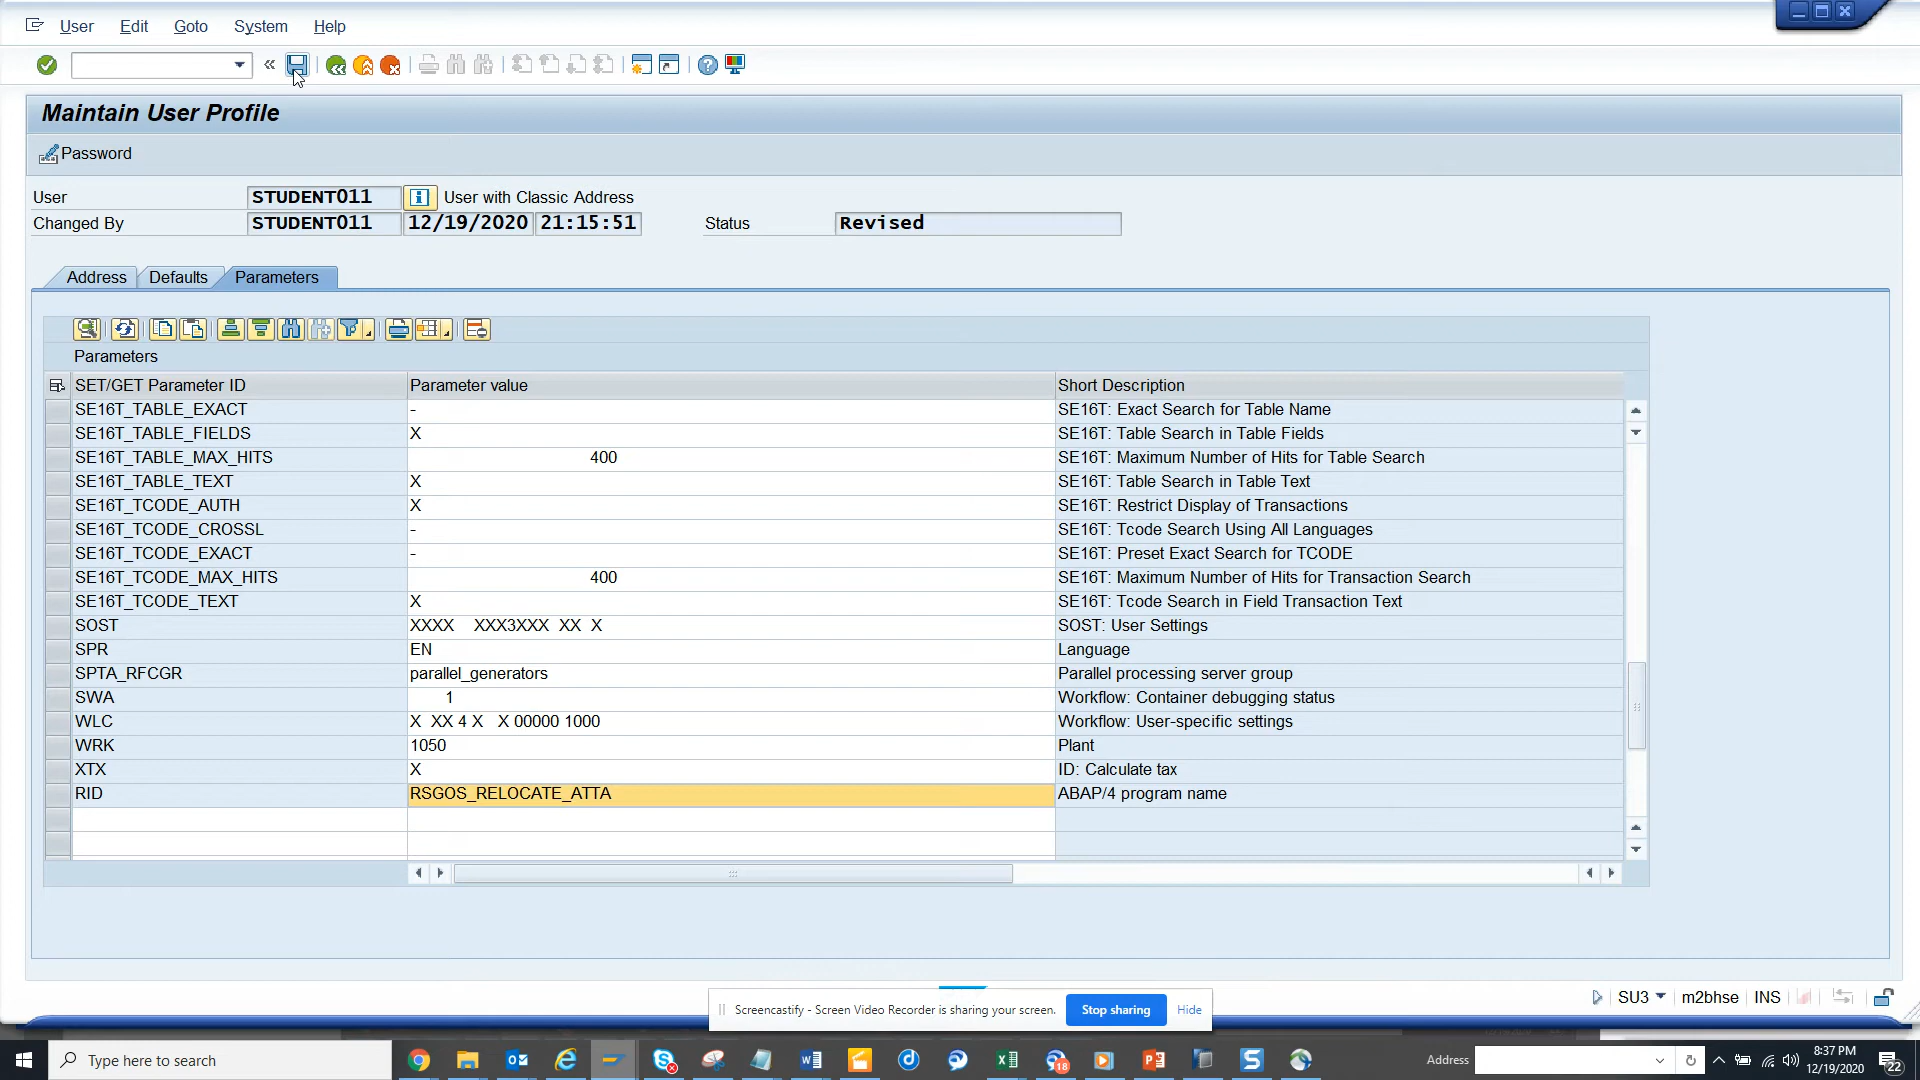 User Edit Goto System Help
Maintain User Profile
Password
User STUDENT011 User with Classic Address
Changed By STUDENT011 12/19/2020 21:15:51 Status Revised
Address Defaults Parameters
Parameters
SET/GET Parameter ID Parameter value Short Description
SE16T_TABLE_EXACT - SE16T: Exact Search for Table Name
SE16T_TABLE_FIELDS X SE16T: Table Search in Table Fields
SE16T_TABLE_MAX_HITS 400 SE16T: Maximum Number of Hits for Table Search
SE16T_TABLE_TEXT X SE16T: Table Search in Table Text
SE16T_TCODE_AUTH X SE16T: Restrict Display of Transactions
SE16T_TCODE_CROSSL - SE16T: Tcode Search Using All Languages
SE16T_TCODE_EXACT - SE16T: Preset Exact Search for TCODE
SE16T_TCODE_MAX_HITS 400 SE16T: Maximum Number of Hits for Transaction Search
SE16T_TCODE_TEXT X SE16T: Tcode Search in Field Transaction Text
SOST XXXX XXX3XXX XX X SOST: User Settings
SPR EN Language
SPTA_RFCGR parallel_generators Parallel processing server group
SWA 1 Workflow: Container debugging status
WLC X XX 4 X X 00000 1000 Workflow: User-specific settings
WRK 1050 Plant
XTX X ID: Calculate tax
RID RSGOS_RELOCATE_ATTA ABAP/4 program name
SU3 m2bhse INS
Screencastify - Screen Video Recorder is sharing your screen. Stop sharing Hide
Type here to search
18
Address
8:37 PM
12/19/2020
22